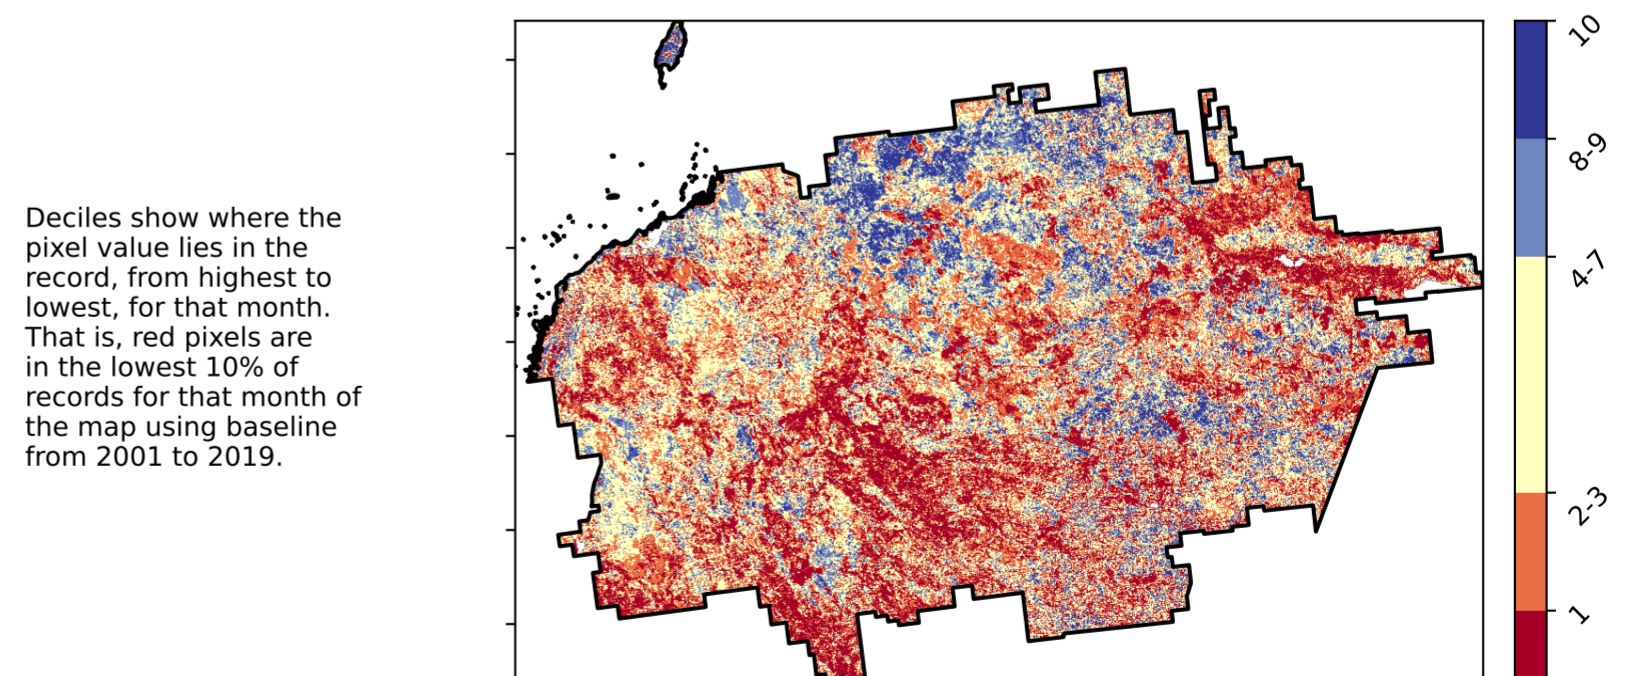 Deciles show where the
pixel value lies in the
record, from highest to
lowest, for that month.
That is, red pixels are
in the lowest 10% of
records for that month of
the map using baseline
from 2001 to 2019.
10
8-9
4-7
2-3
1